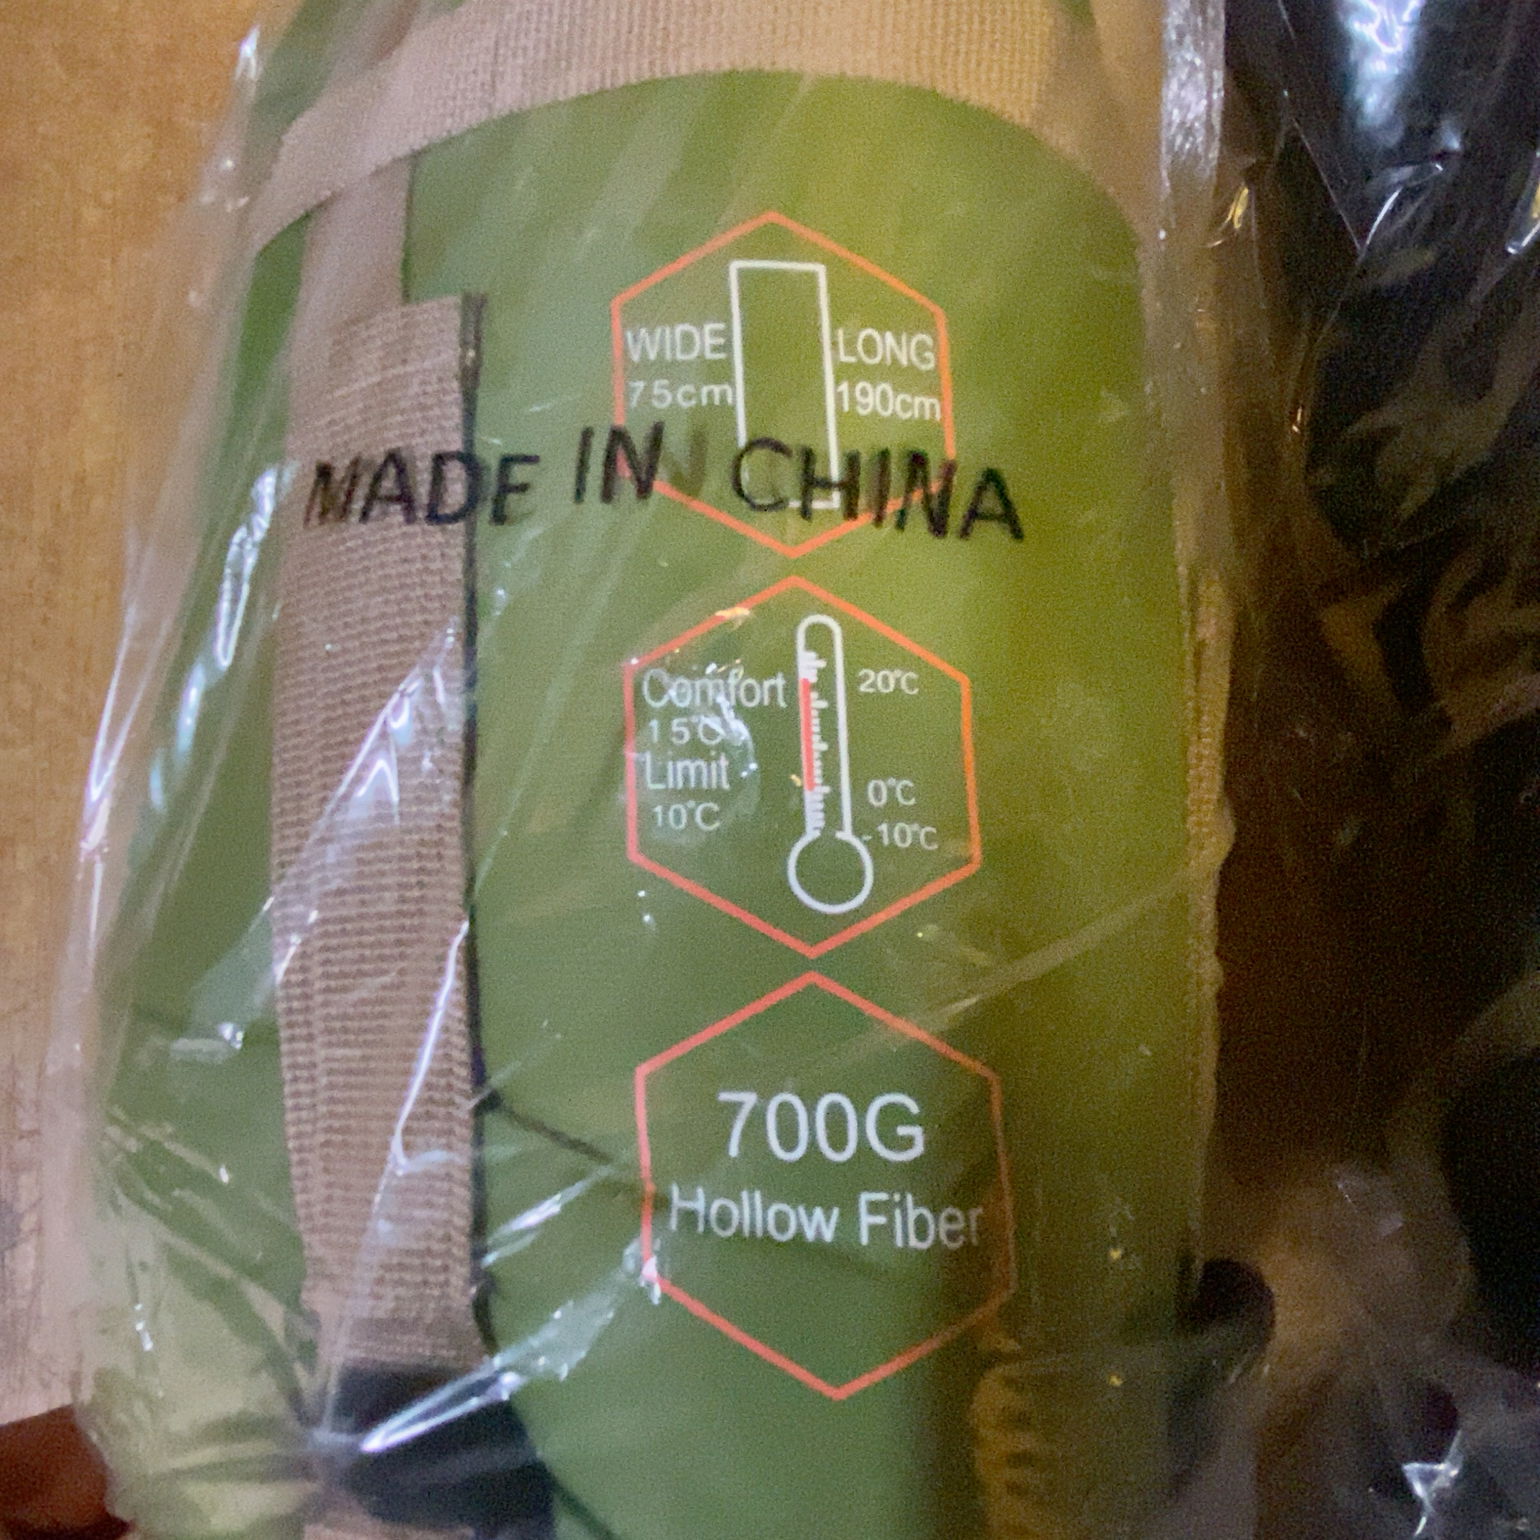 WIDE
75cm
LONG
190cm
MADE IN CHINA
Comfort
15°C
Limit
10°C
20°C
0°C
-10°C
700G
Hollow Fiber